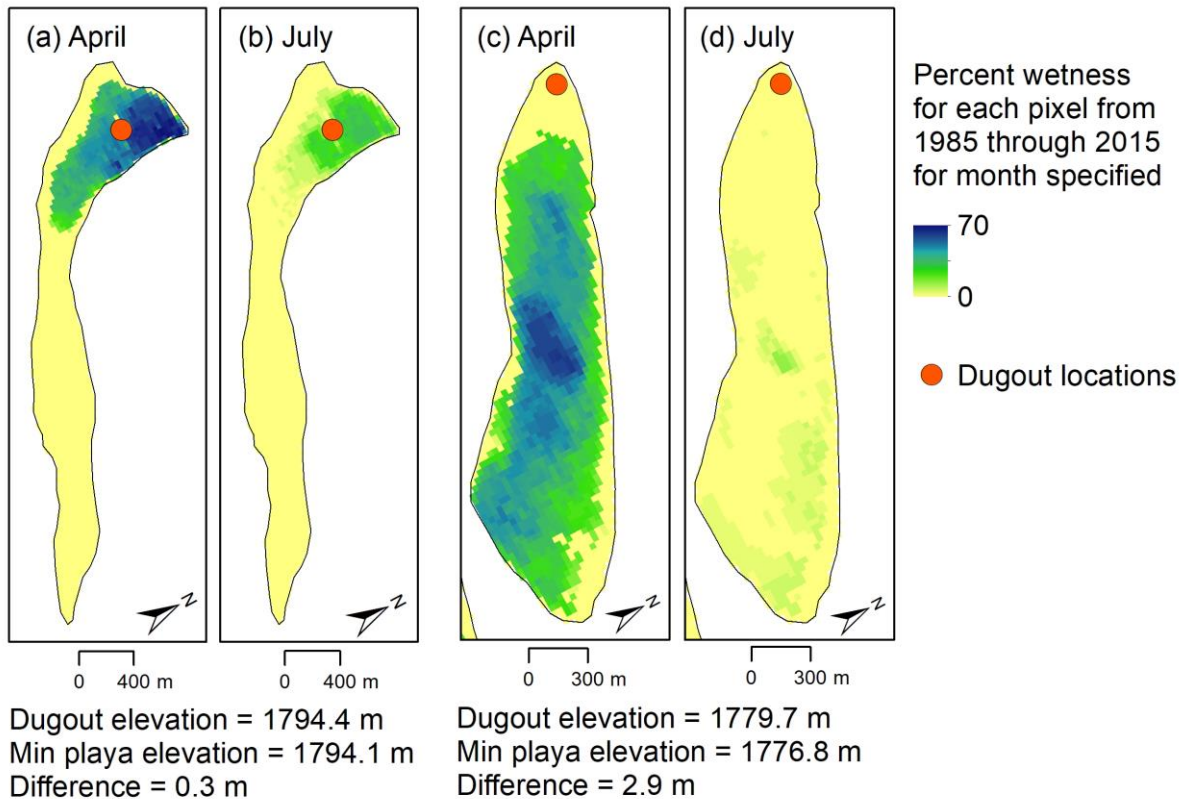 (a) April
(b) July
(c) April
(d) July
Percent wetness
for each pixel from
1985 through 2015
for month specified
70
0
Dugout locations
N
N
N
N
0 400 m
0 400 m
0 300 m
0 300 m
Dugout elevation = 1794.4 m
Min playa elevation = 1794.1 m
Difference = 0.3 m
Dugout elevation = 1779.7 m
Min playa elevation = 1776.8 m
Difference = 2.9 m